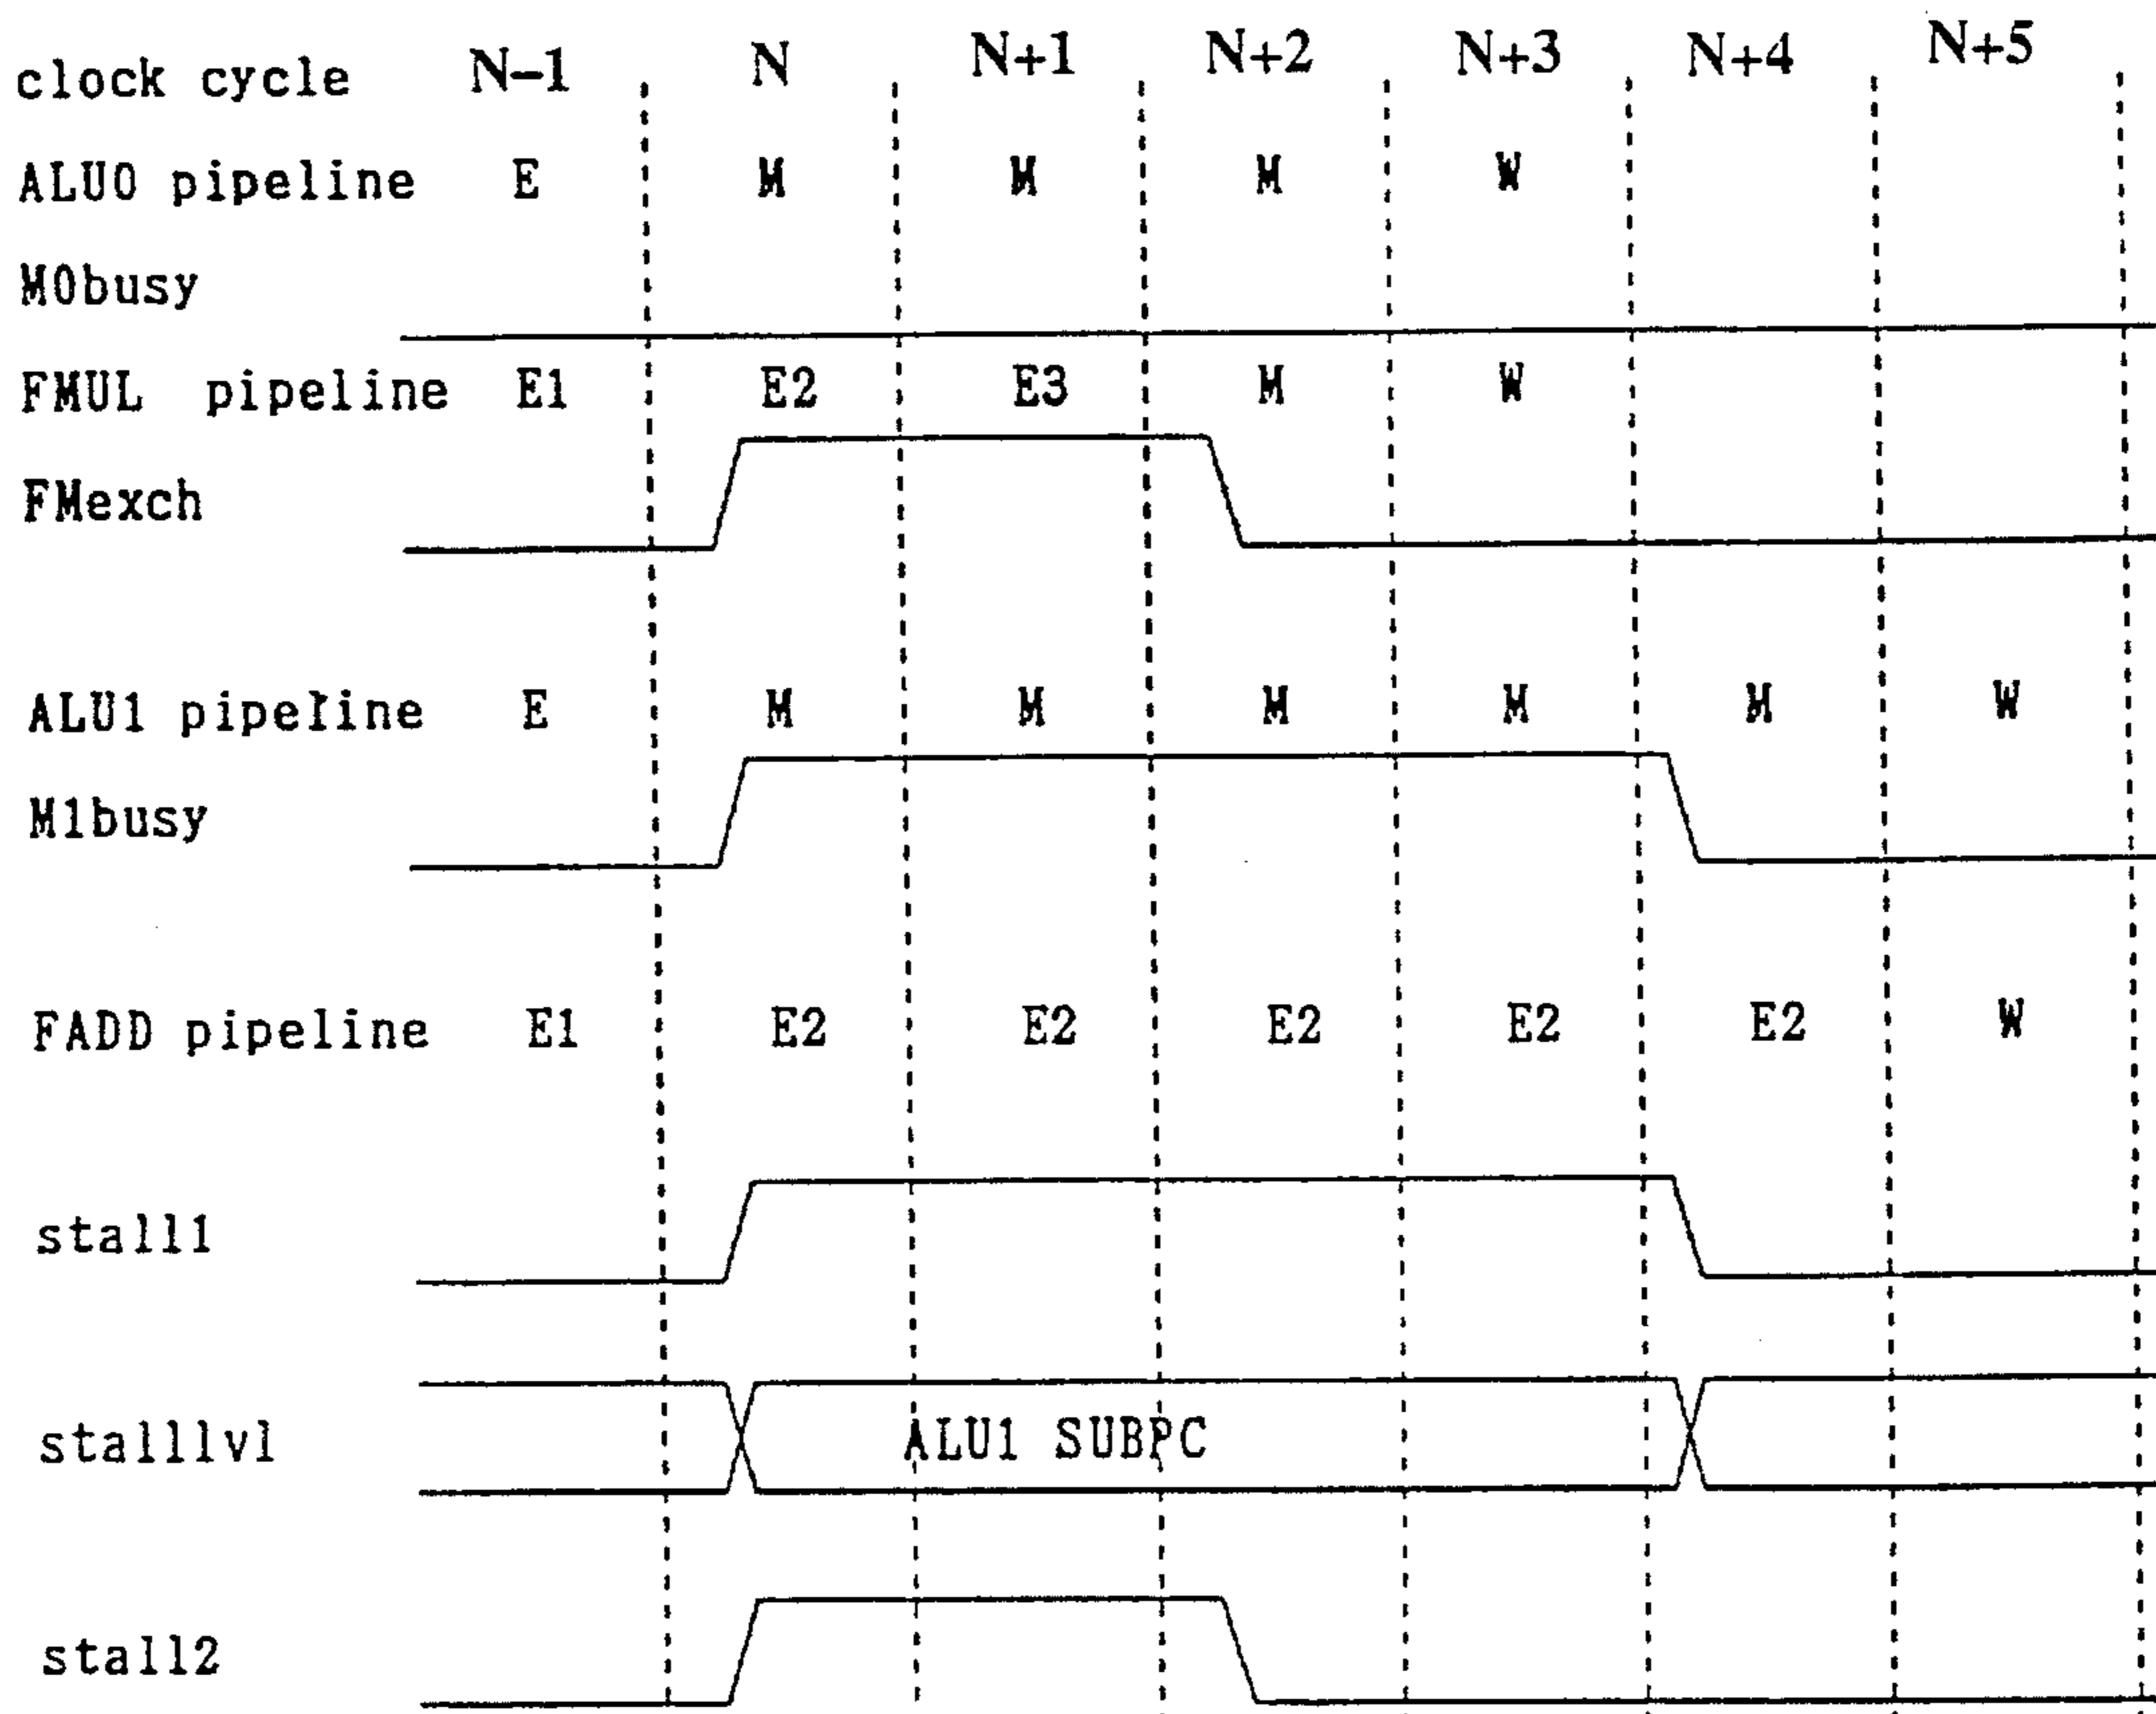 clock cycle N-1 N N+1 N+2 N+3 N+4 N+5
ALU0 pipeline E M M M W
M0busy
FMUL pipeline E1 E2 E3 M W
FMexch
ALU1 pipeline E M M M M M W
M1busy
FADD pipeline E1 E2 E2 E2 E2 E2 W
stall1
stalllvl ALU1 SUBPC
stall2